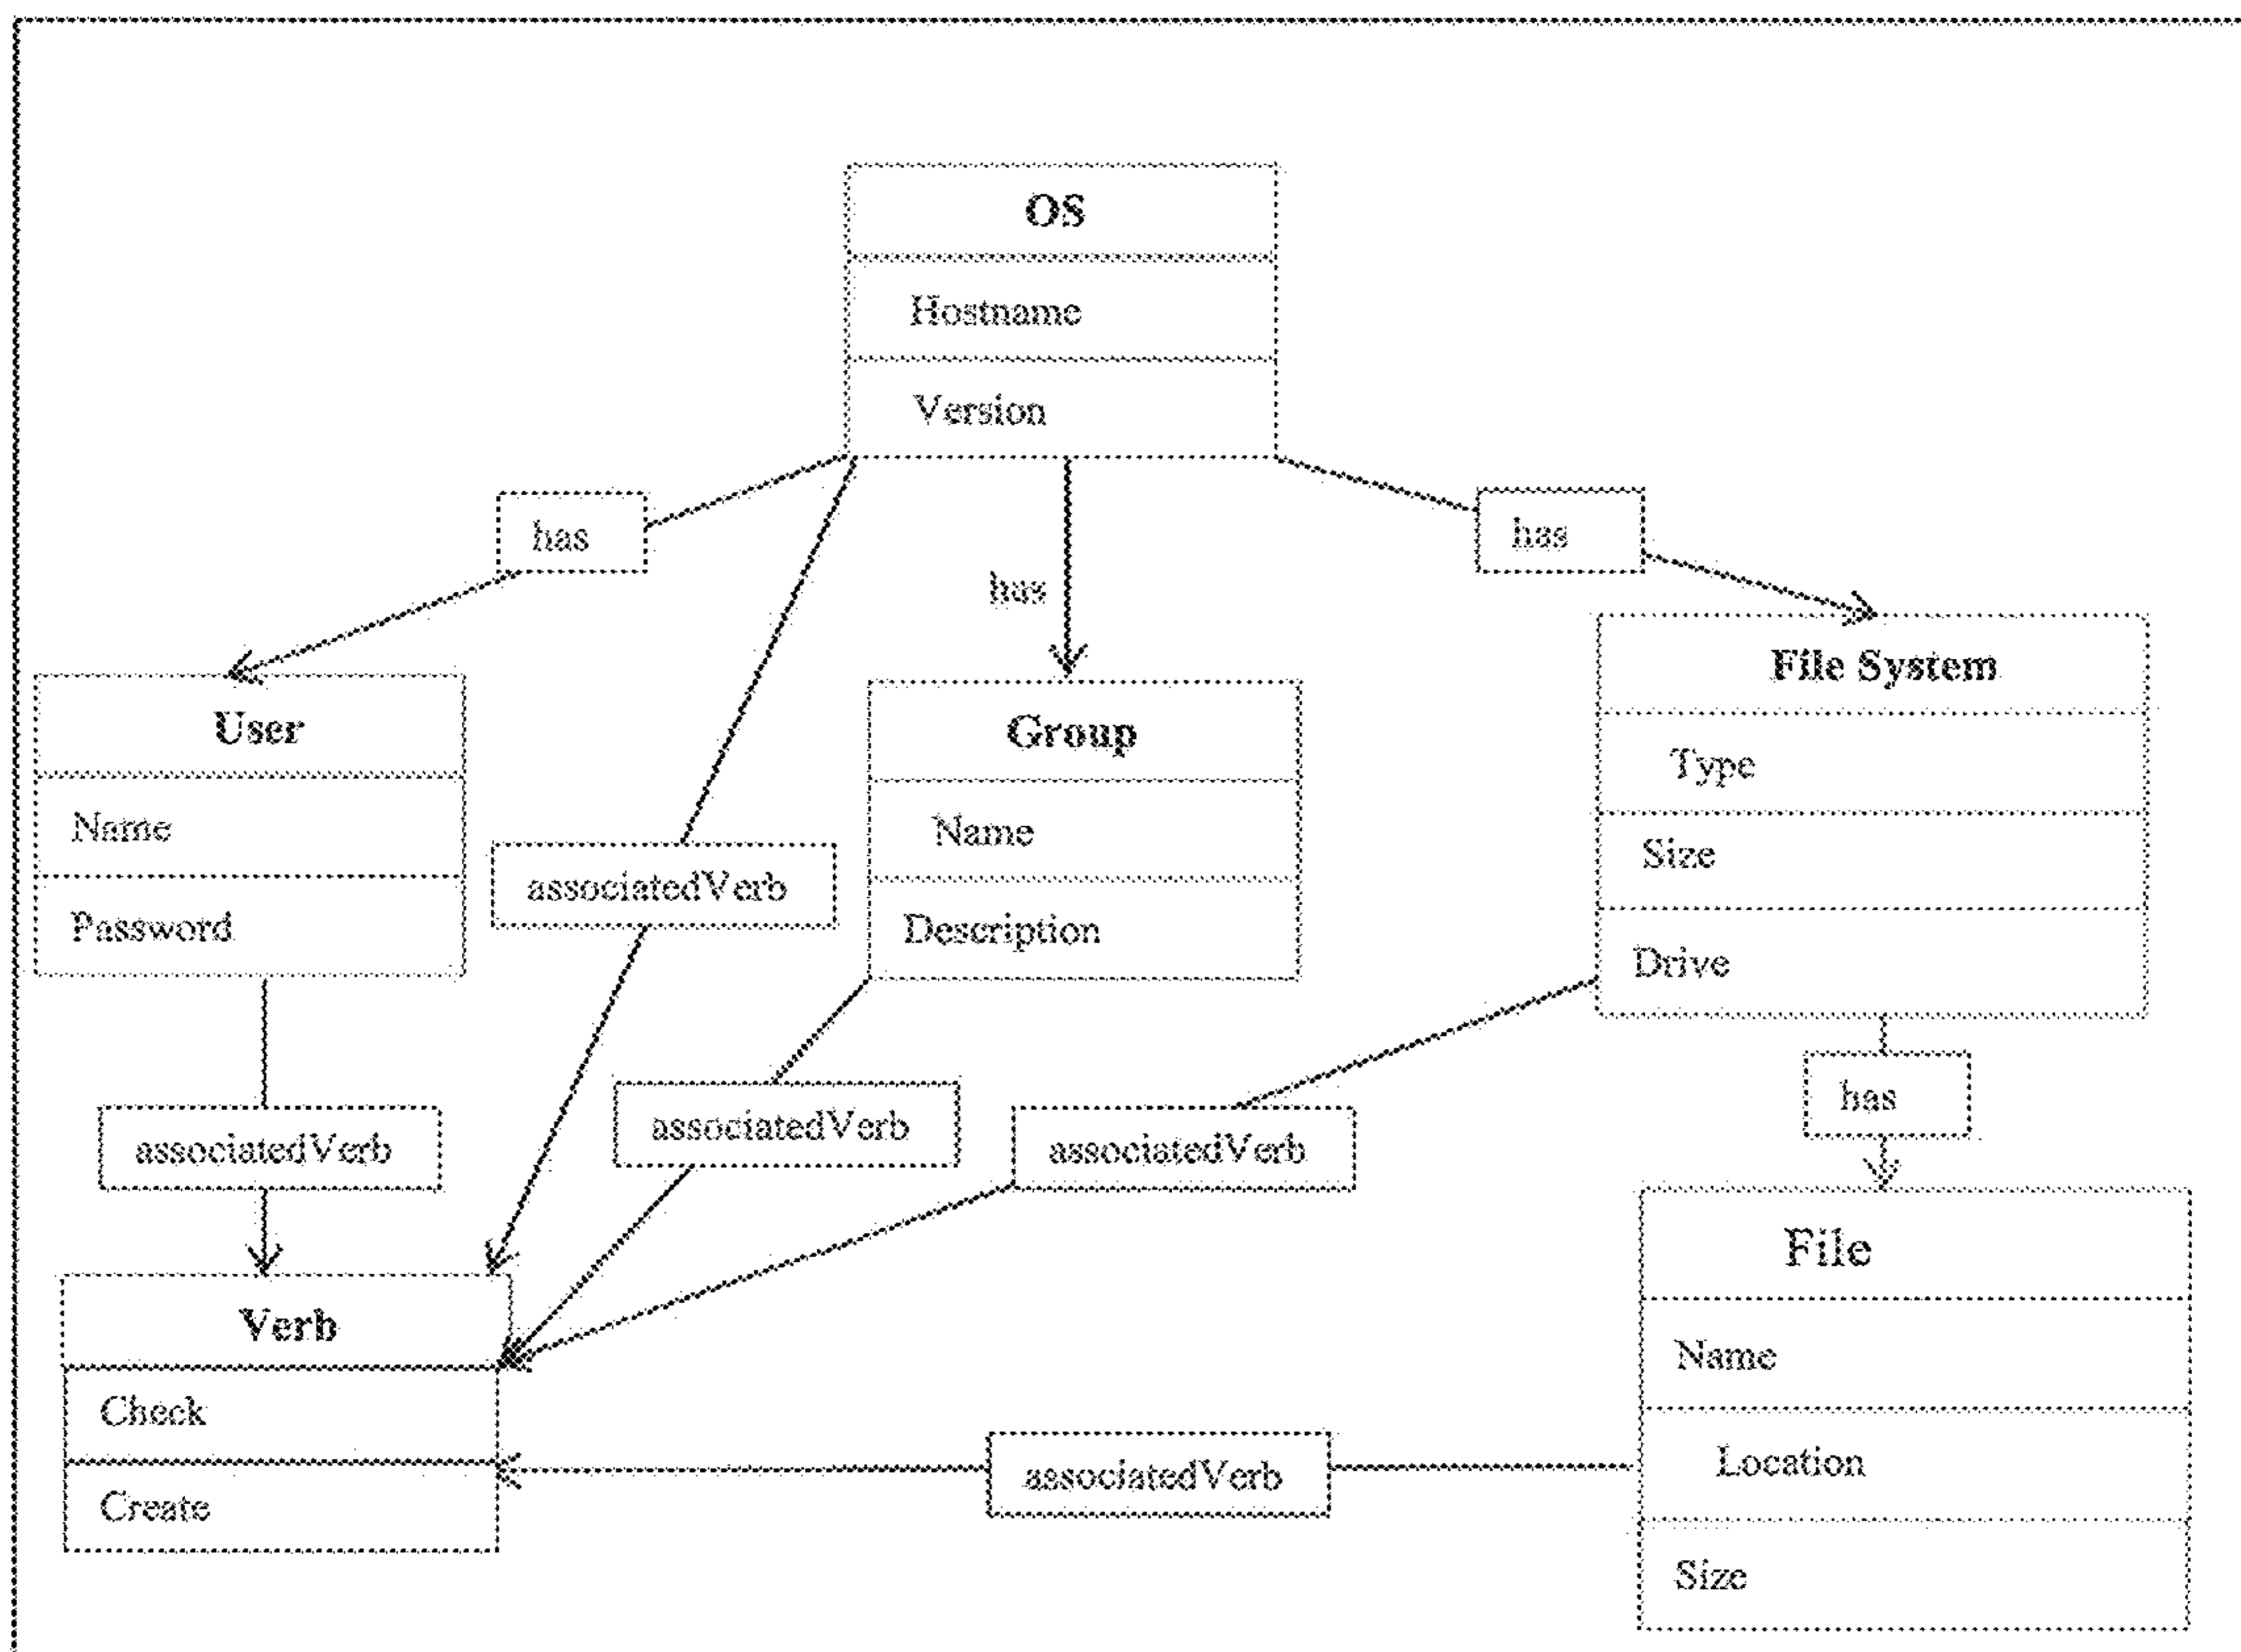 OS
Hostname
Version
has
has
has
User
Name
Password
associatedVerb
Group
Name
Description
File System
Type
Size
Drive
has
associatedVerb
associatedVerb
associatedVerb
Verb
Check
Create
associatedVerb
File
Name
Location
Size